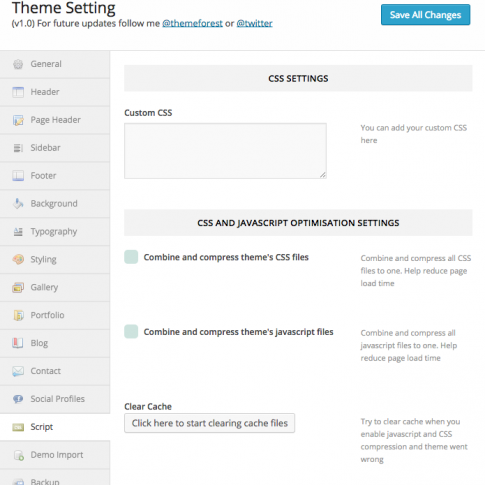 Theme Setting
(v1.0) For future updates follow me @themeforest or @twitter
Save All Changes
General
Header
Page Header
Sidebar
Footer
Background
Typography
Styling
Gallery
Portfolio
Blog
Contact
Social Profiles
Script
Demo Import
Backup
CSS SETTINGS
Custom CSS
You can add your custom CSS
here
CSS AND JAVASCRIPT OPTIMISATION SETTINGS
Combine and compress theme's CSS files
Combine and compress all CSS
files to one. Help reduce page
load time
Combine and compress theme's javascript files
Combine and compress all
javascript files to one. Help
reduce page load time
Clear Cache
Click here to start clearing cache files
Try to clear cache when you
enable javascript and CSS
compression and theme went
wrong